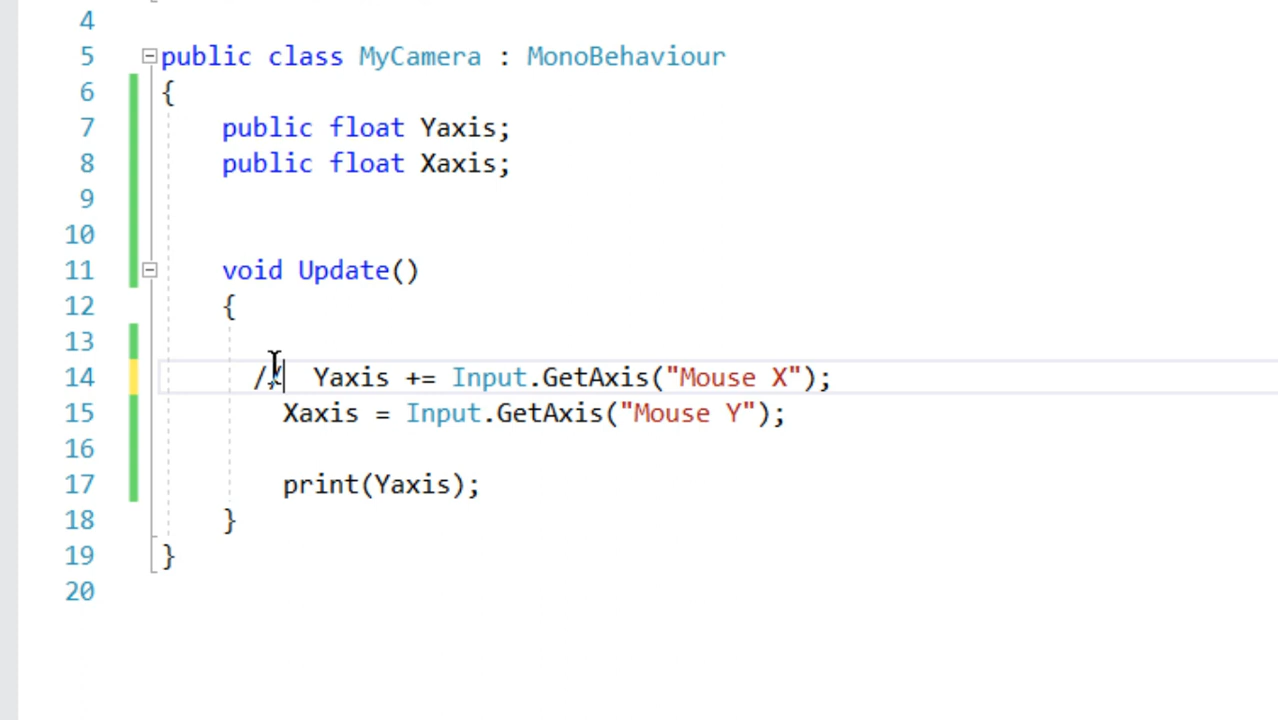 4
5 public class MyCamera : MonoBehaviour
6 {
7 public float Yaxis;
8 public float Xaxis;
9
10
11 void Update()
12 {
13
14 // Yaxis += Input.GetAxis("Mouse X");
15 Xaxis = Input.GetAxis("Mouse Y");
16
17 print(Yaxis);
18 }
19 }
20